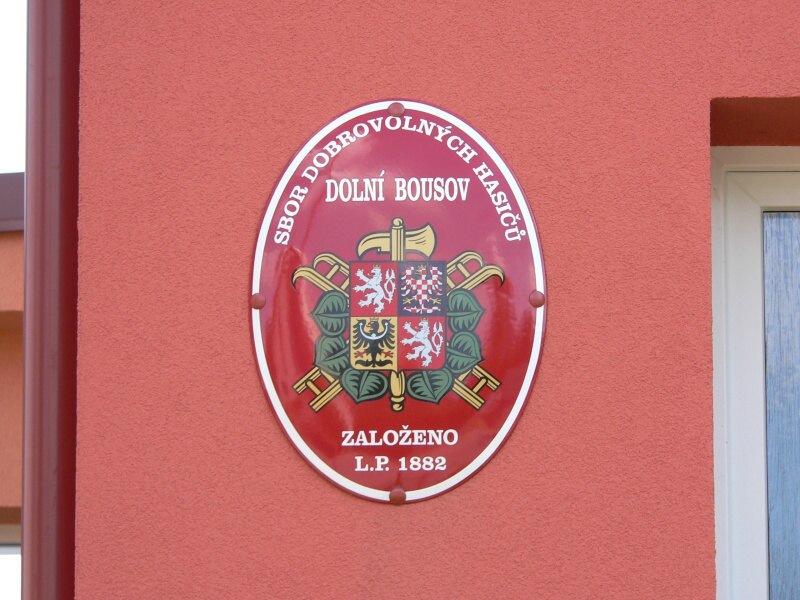 SBOR DOBROVOLNÝCH HASIČŮ
DOLNÍ BOUSOV
ZALOŽENO
L.P. 1882